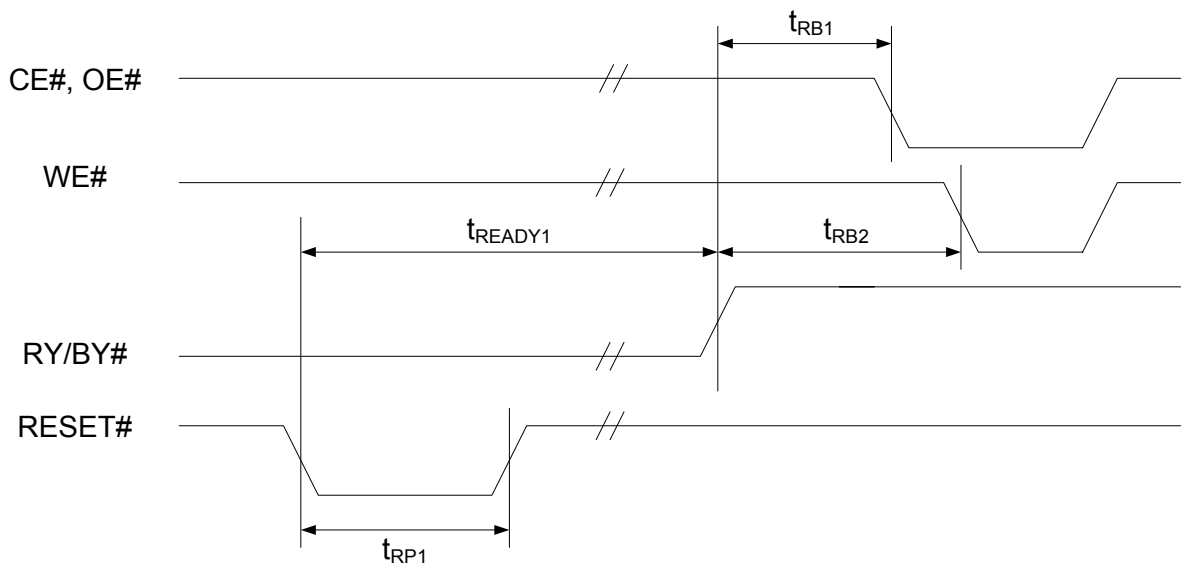 tRB1
CE#, OE#
WE#
tREADY1
tRB2
RY/BY#
RESET#
tRP1